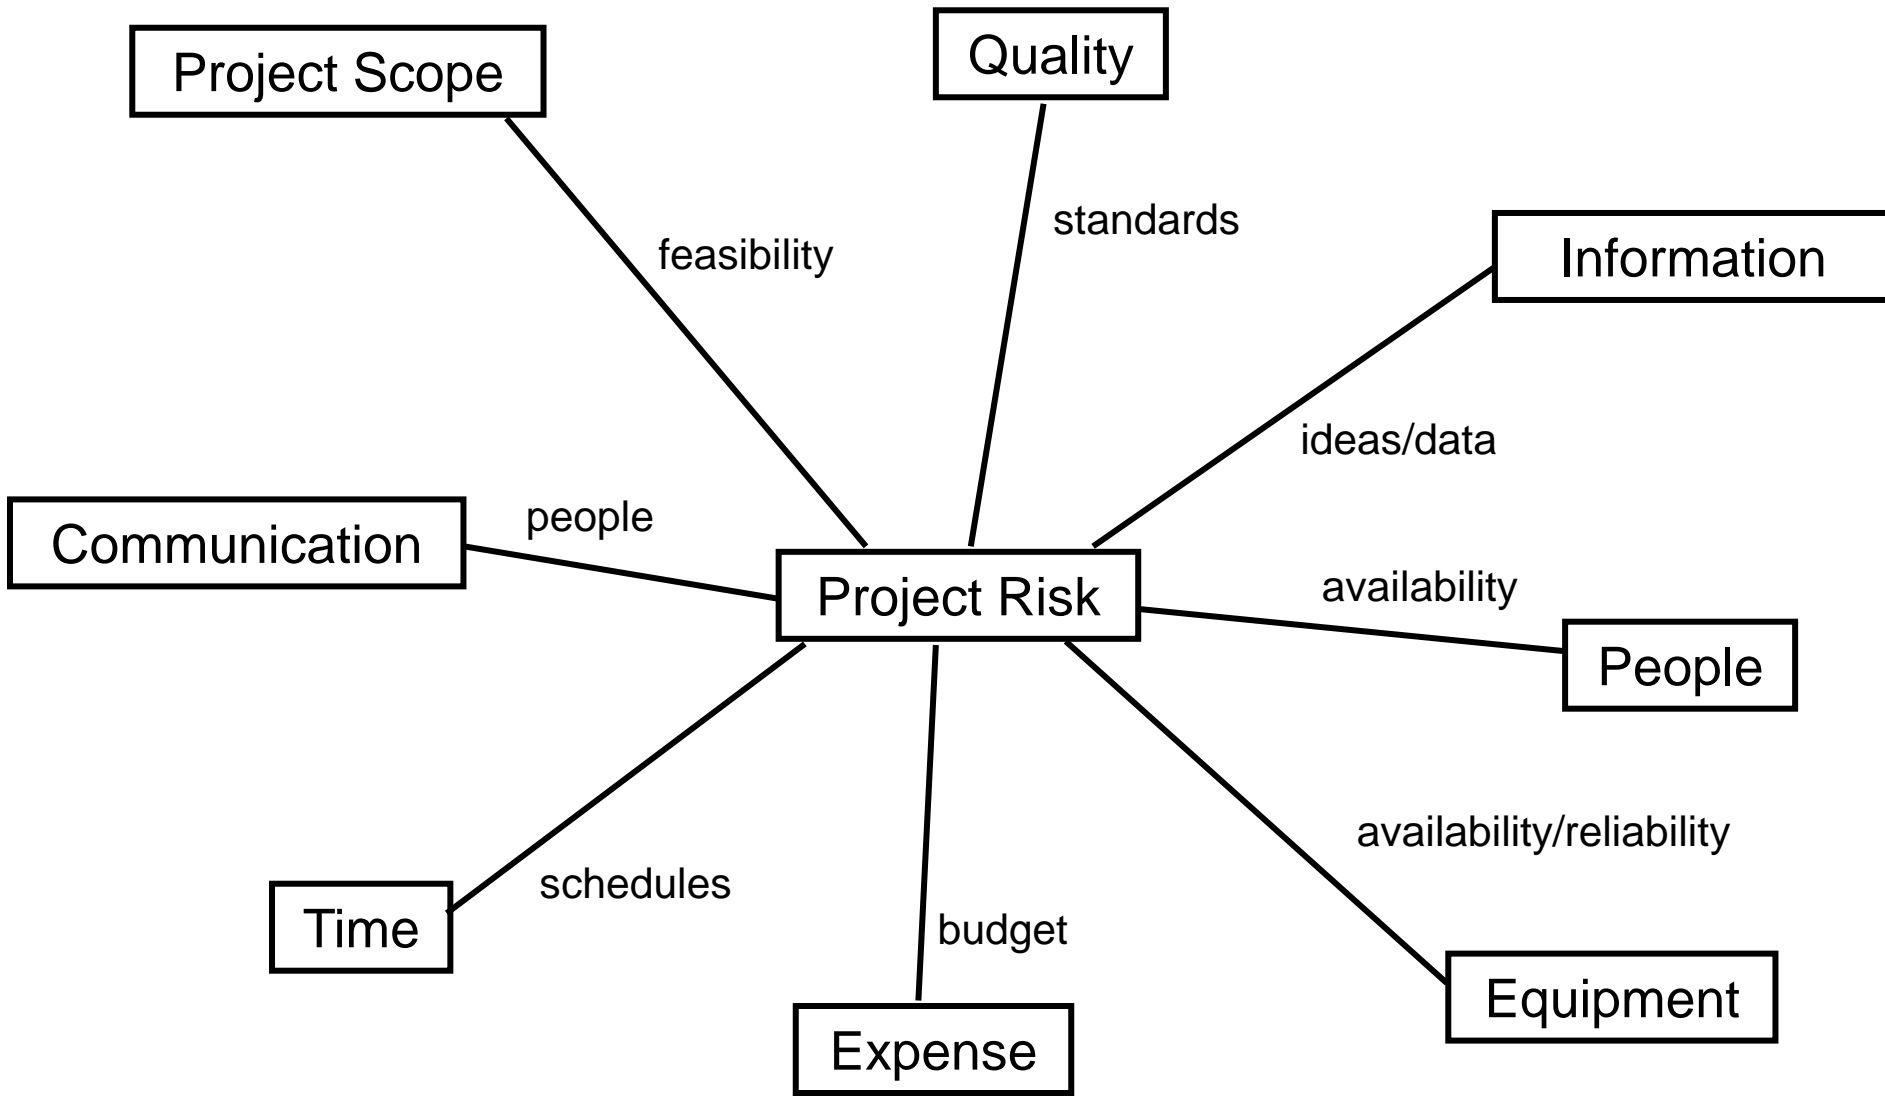 Quality
Project Scope
standards
feasibility
Information
ideas/data
people
Communication
Project Risk
availability
People
availability/reliability
schedules
Time
budget
Equipment
Expense